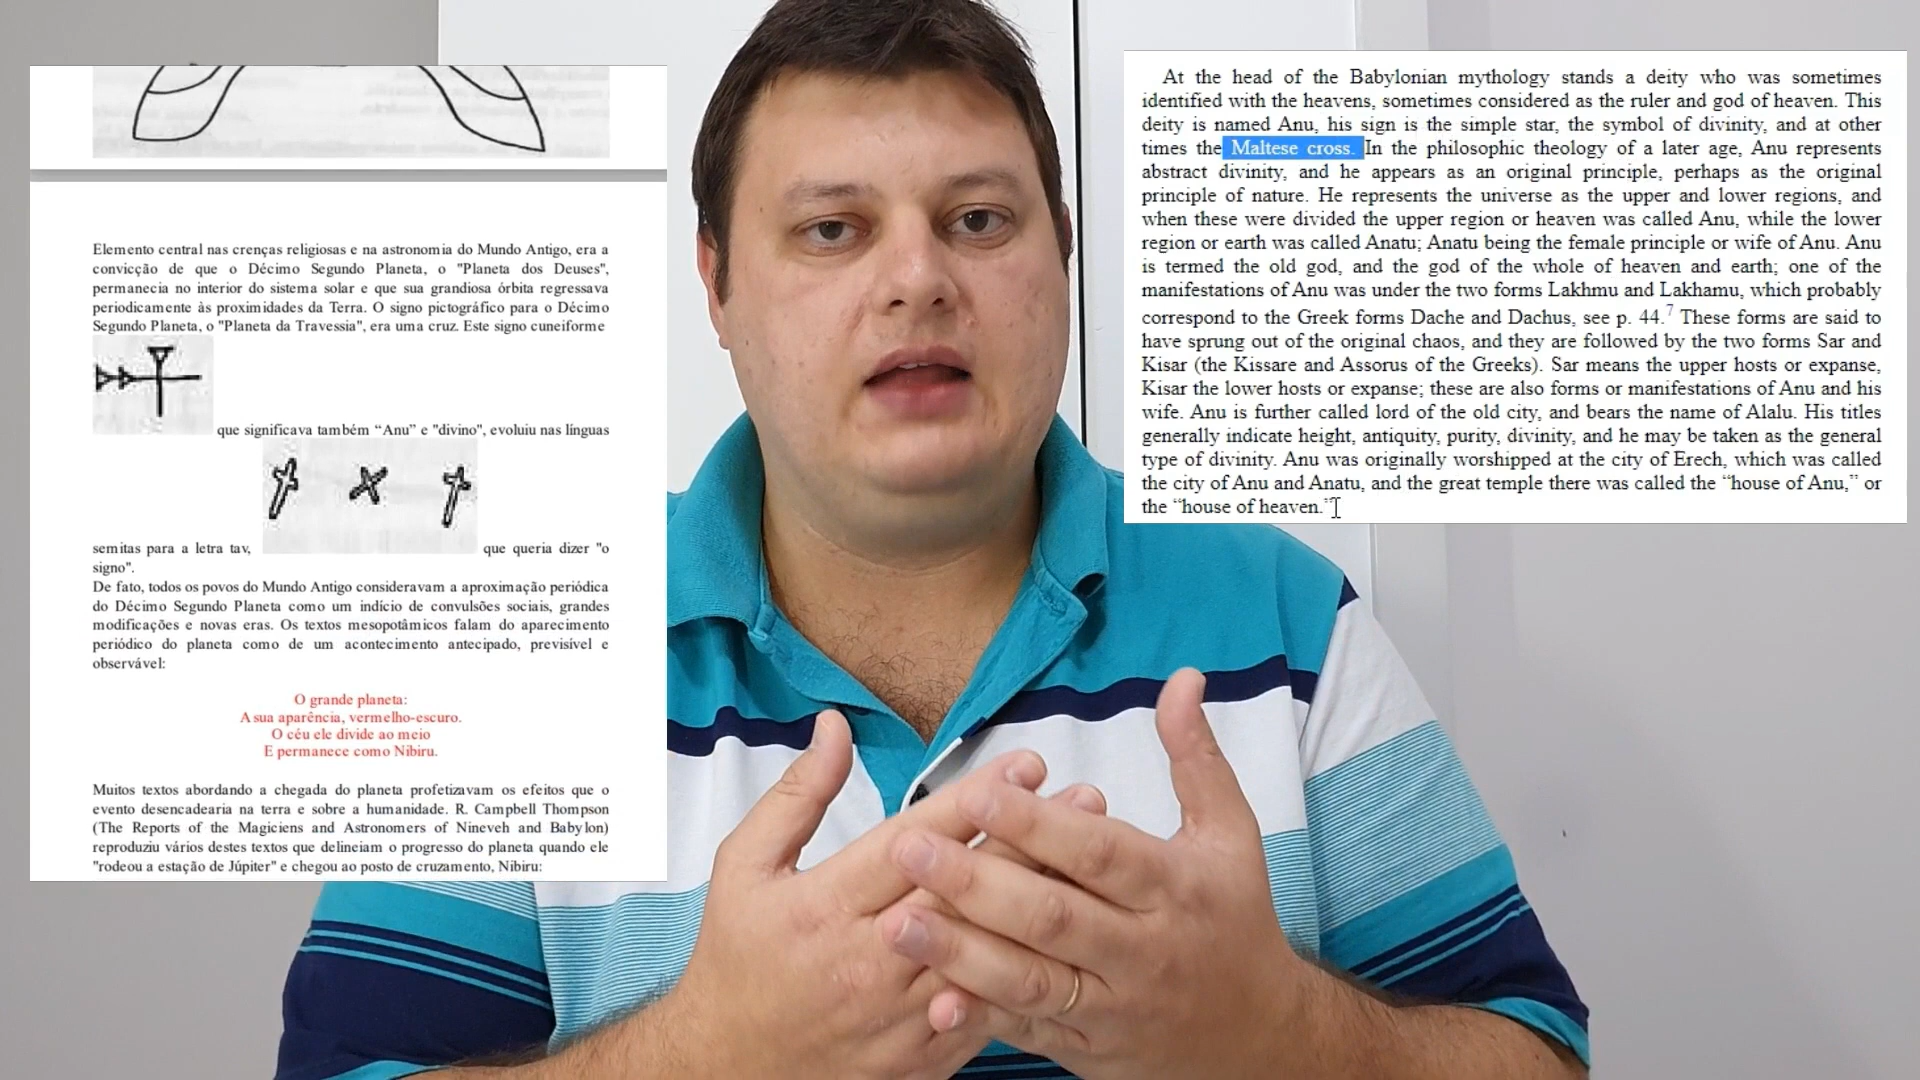 Elemento central nas crenças religiosas e na astronomia do Mundo Antigo, era a
convicção de que o Décimo Segundo Planeta, o "Planeta dos Deuses",
permanecia no interior do sistema solar e que sua grandiosa órbita regressava
periodicamente às proximidades da Terra. O signo pictográfico para o Décimo
Segundo Planeta, o "Planeta da Travessia", era uma cruz. Este signo cuneiforme
que significava também “Anu” e "divino", evoluiu nas línguas
semitas para a letra tav, que queria dizer "o
signo".
De fato, todos os povos do Mundo Antigo consideravam a aproximação periódica
do Décimo Segundo Planeta como um indício de convulsões sociais, grandes
modificações e novas eras. Os textos mesopotâmicos falam do aparecimento
periódico do planeta como de um acontecimento antecipado, previsível e
observável:
O grande planeta:
A sua aparência, vermelho-escuro.
O céu ele divide ao meio
E permanece como Nibiru.
Muitos textos abordando a chegada do planeta profetizavam os efeitos que o
evento desencadearia na terra e sobre a humanidade. R. Campbell Thompson
(The Reports of the Magiciens and Astronomers of Nineveh and Babylon)
reproduziu vários destes textos que delineiam o progresso do planeta quando ele
"rodeou a estação de Júpiter" e chegou ao posto de cruzamento, Nibiru:
At the head of the Babylonian mythology stands a deity who was sometimes
identified with the heavens, sometimes considered as the ruler and god of heaven. This
deity is named Anu, his sign is the simple star, the symbol of divinity, and at other
times the Maltese cross. In the philosophic theology of a later age, Anu represents
abstract divinity, and he appears as an original principle, perhaps as the original
principle of nature. He represents the universe as the upper and lower regions, and
when these were divided the upper region or heaven was called Anu, while the lower
region or earth was called Anatu; Anatu being the female principle or wife of Anu. Anu
is termed the old god, and the god of the whole of heaven and earth; one of the
manifestations of Anu was under the two forms Lakhmu and Lakhamu, which probably
correspond to the Greek forms Dache and Dachus, see p. 44.7 These forms are said to
have sprung out of the original chaos, and they are followed by the two forms Sar and
Kisar (the Kissare and Assorus of the Greeks). Sar means the upper hosts or expanse,
Kisar the lower hosts or expanse; these are also forms or manifestations of Anu and his
wife. Anu is further called lord of the old city, and bears the name of Alalu. His titles
generally indicate height, antiquity, purity, divinity, and he may be taken as the general
type of divinity. Anu was originally worshipped at the city of Erech, which was called
the city of Anu and Anatu, and the great temple there was called the “house of Anu,” or
the “house of heaven.”